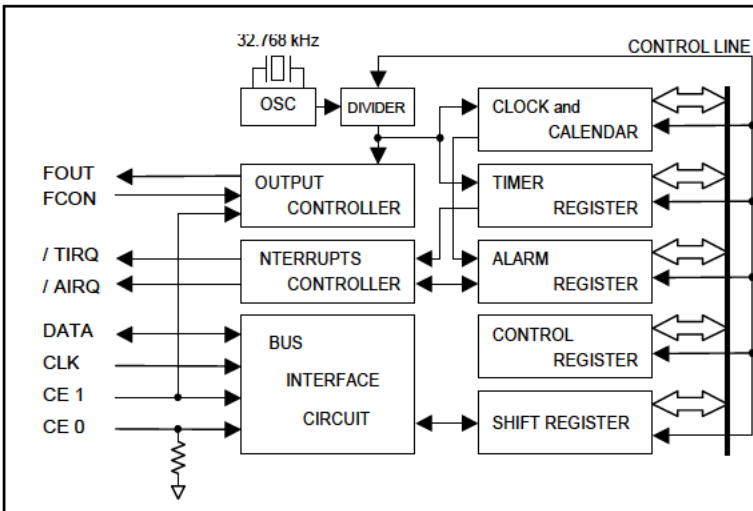 32.768 kHz
CONTROL LINE
OSC
DIVIDER
CLOCK and
CALENDAR
FOUT
FCON
OUTPUT
CONTROLLER
TIMER
REGISTER
/ TIRQ
/ AIRQ
NTERRUPTS
CONTROLLER
ALARM
REGISTER
DATA
CLK
CE 1
CE 0
BUS
INTERFACE
CIRCUIT
CONTROL
REGISTER
SHIFT REGISTER